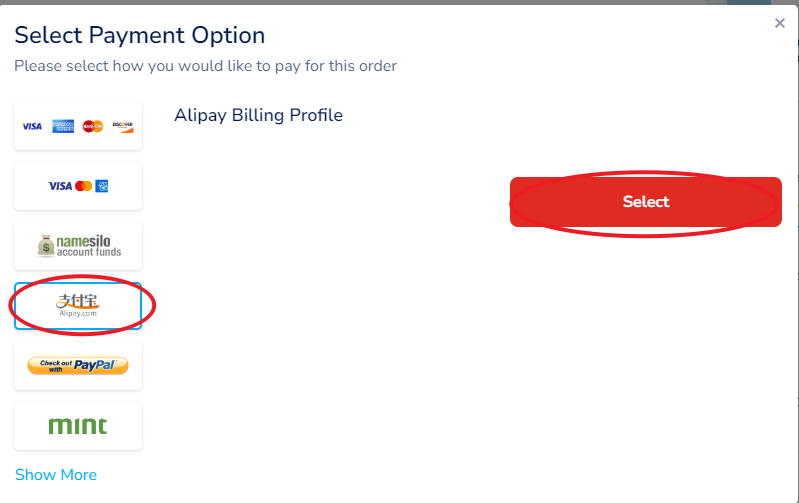 Select Payment Option
Please select how you would like to pay for this order
VISA AMERICAN EXPRESS MasterCard DISCOVER
Alipay Billing Profile
VISA
Select
namesilo
account funds
支付宝
Alipay.com
Check out
with PayPal
mint
Show More